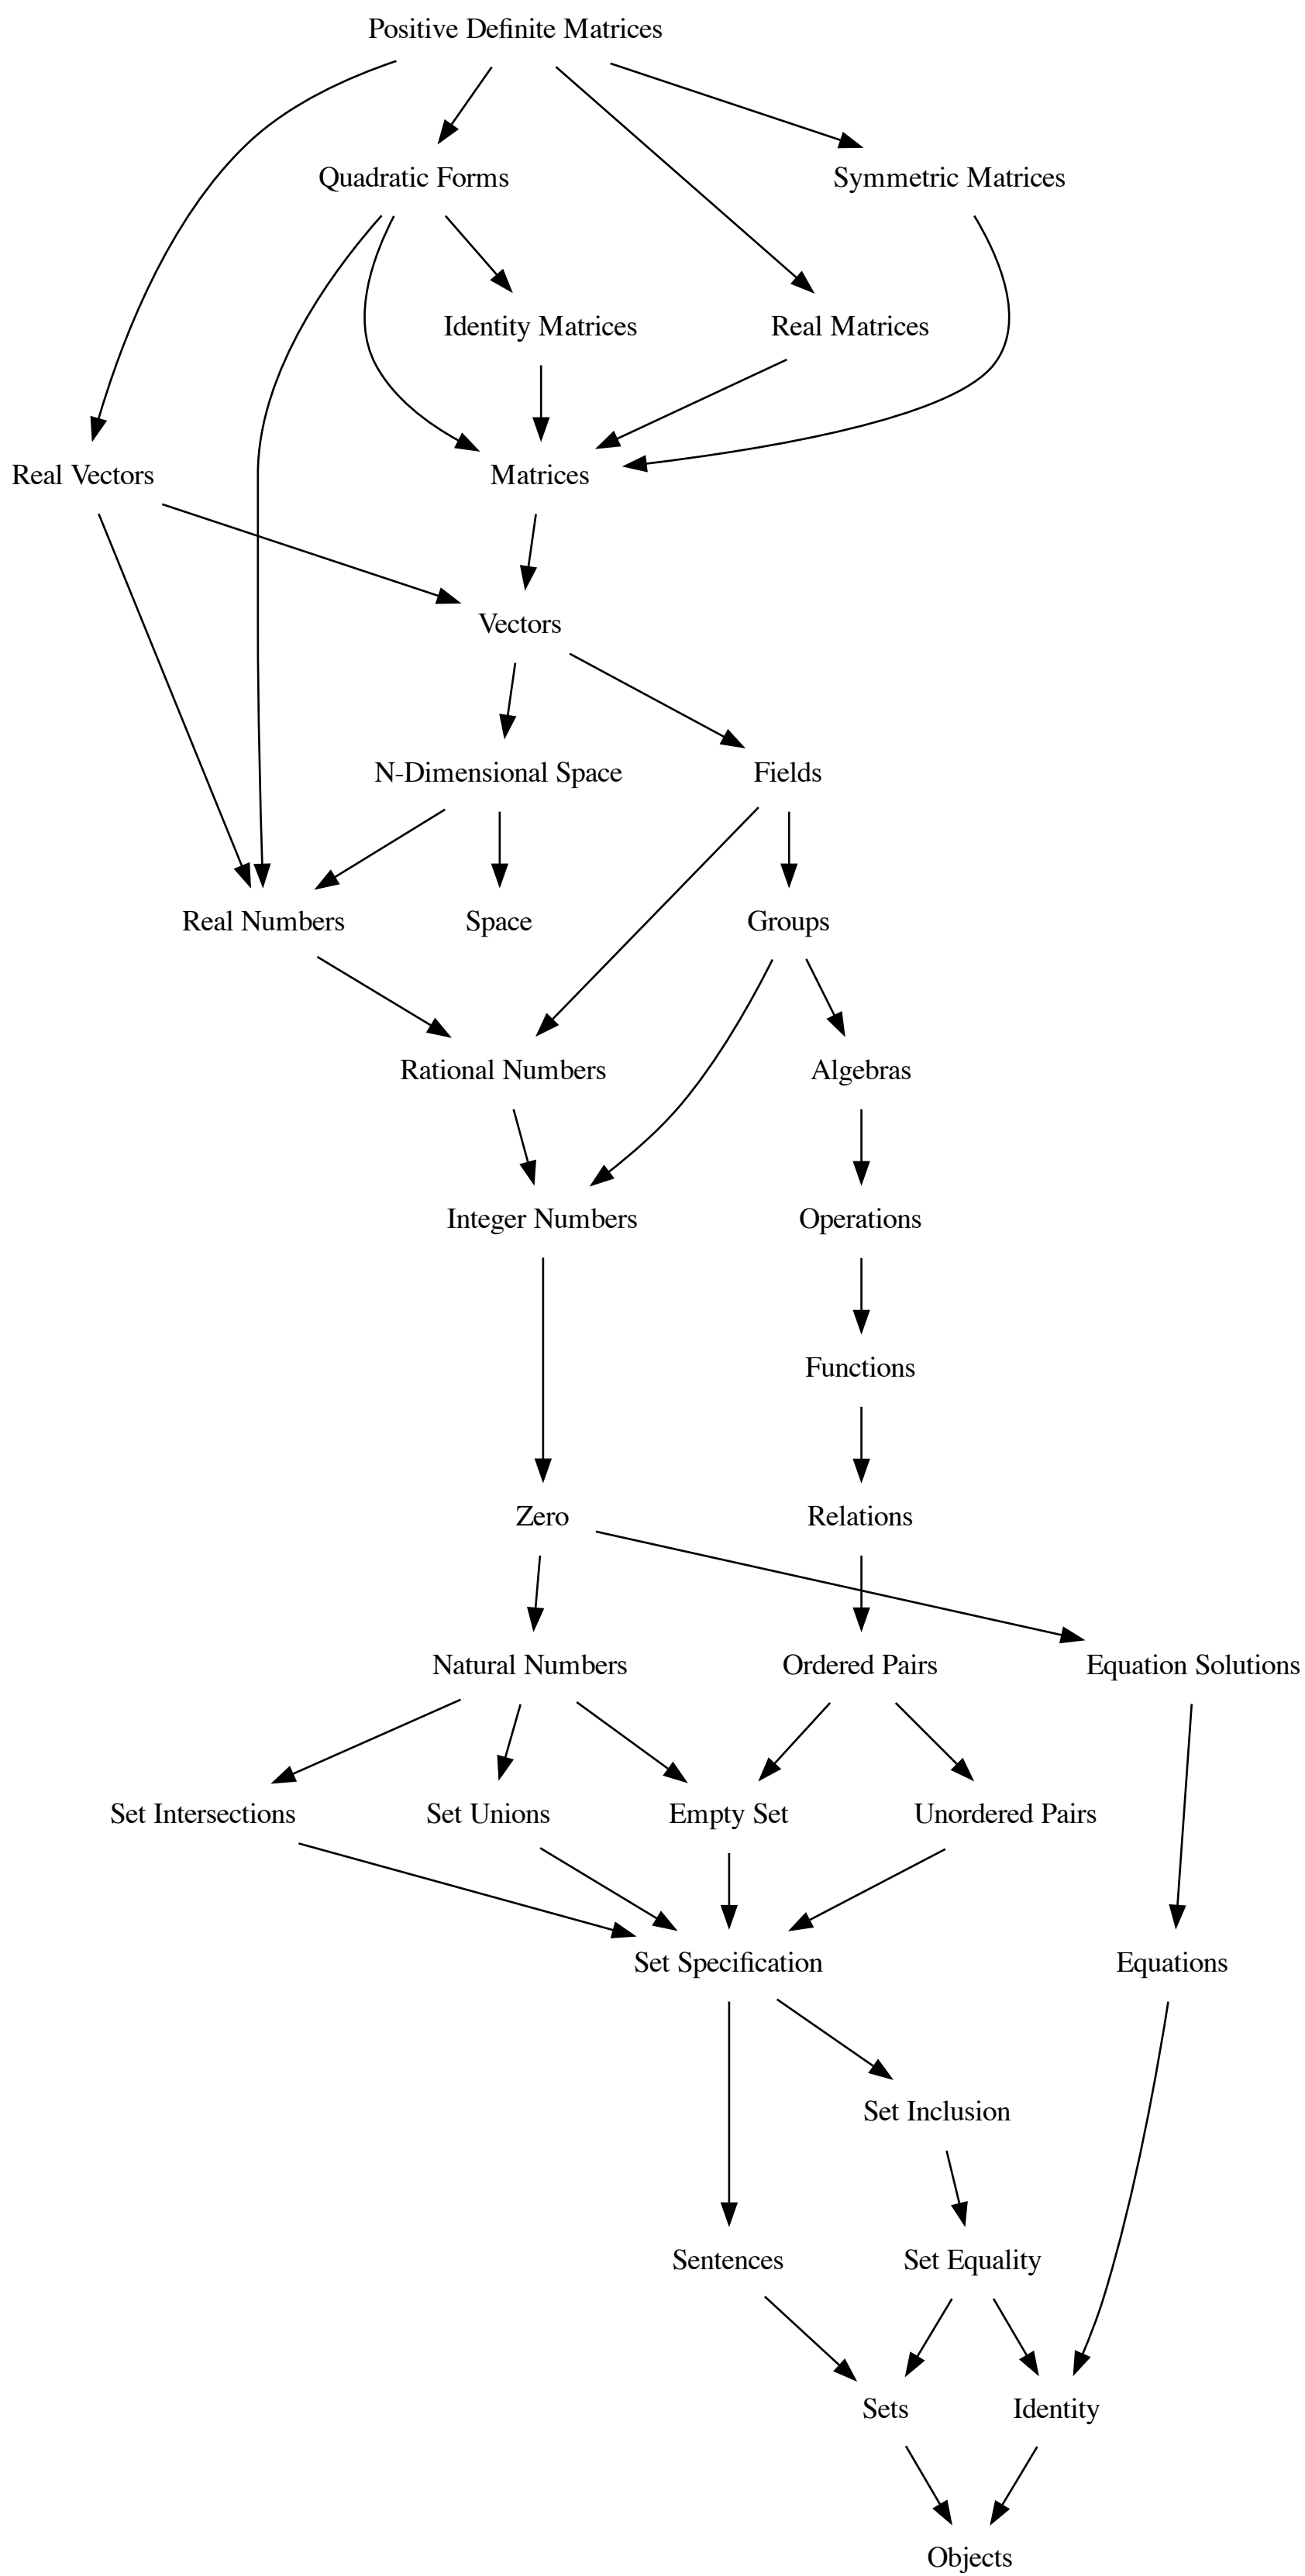 Positive Definite Matrices
Quadratic Forms
Symmetric Matrices
Identity Matrices
Real Matrices
Real Vectors
Matrices
Vectors
N-Dimensional Space
Fields
Real Numbers
Space
Groups
Rational Numbers
Algebras
Integer Numbers
Operations
Functions
Zero
Relations
Natural Numbers
Ordered Pairs
Equation Solutions
Set Intersections
Set Unions
Empty Set
Unordered Pairs
Set Specification
Equations
Set Inclusion
Sentences
Set Equality
Sets
Identity
Objects